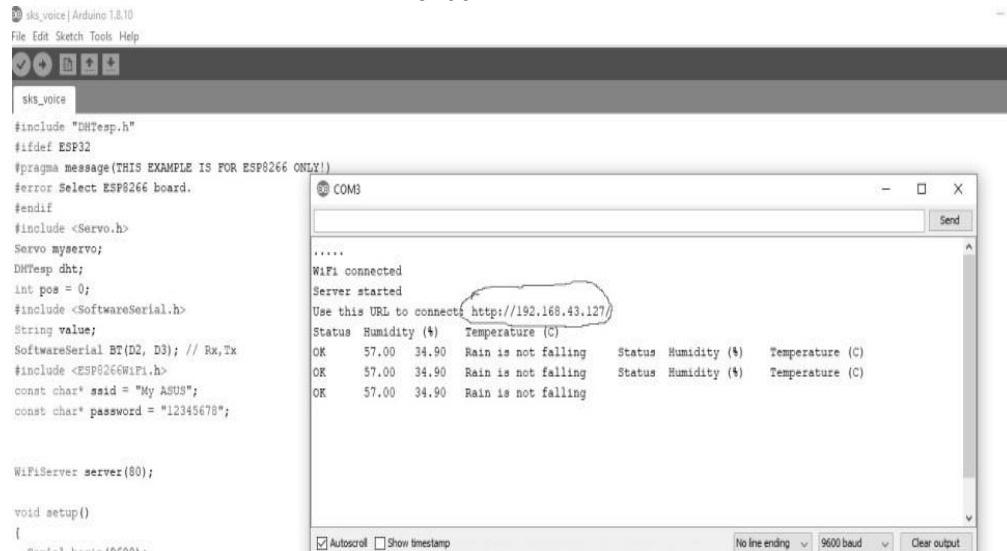 sks_voice | Arduino 1.8.10
File Edit Sketch Tools Help
sks_voice
#include "DHTesp.h"
#ifdef ESP32
#pragma message(THIS EXAMPLE IS FOR ESP8266 ONLY!)
#error Select ESP8266 board.
#endif
#include <Servo.h>
Servo myservo;
DHTesp dht;
int pos = 0;
#include <SoftwareSerial.h>
String value;
SoftwareSerial BT(D2, D3); // Rx,Tx
#include <ESP8266WiFi.h>
const char* ssid = "My ASUS";
const char* password = "12345678";
WiFiServer server(80);
void setup()
{
COM3
Send
.....
WiFi connected
Server started
Use this URL to connect: http://192.168.43.127/
Status Humidity (%) Temperature (C)
OK 57.00 34.90 Rain is not falling Status Humidity (%) Temperature (C)
OK 57.00 34.90 Rain is not falling Status Humidity (%) Temperature (C)
OK 57.00 34.90 Rain is not falling
Autoscroll Show timestamp No line ending 9600 baud Clear output